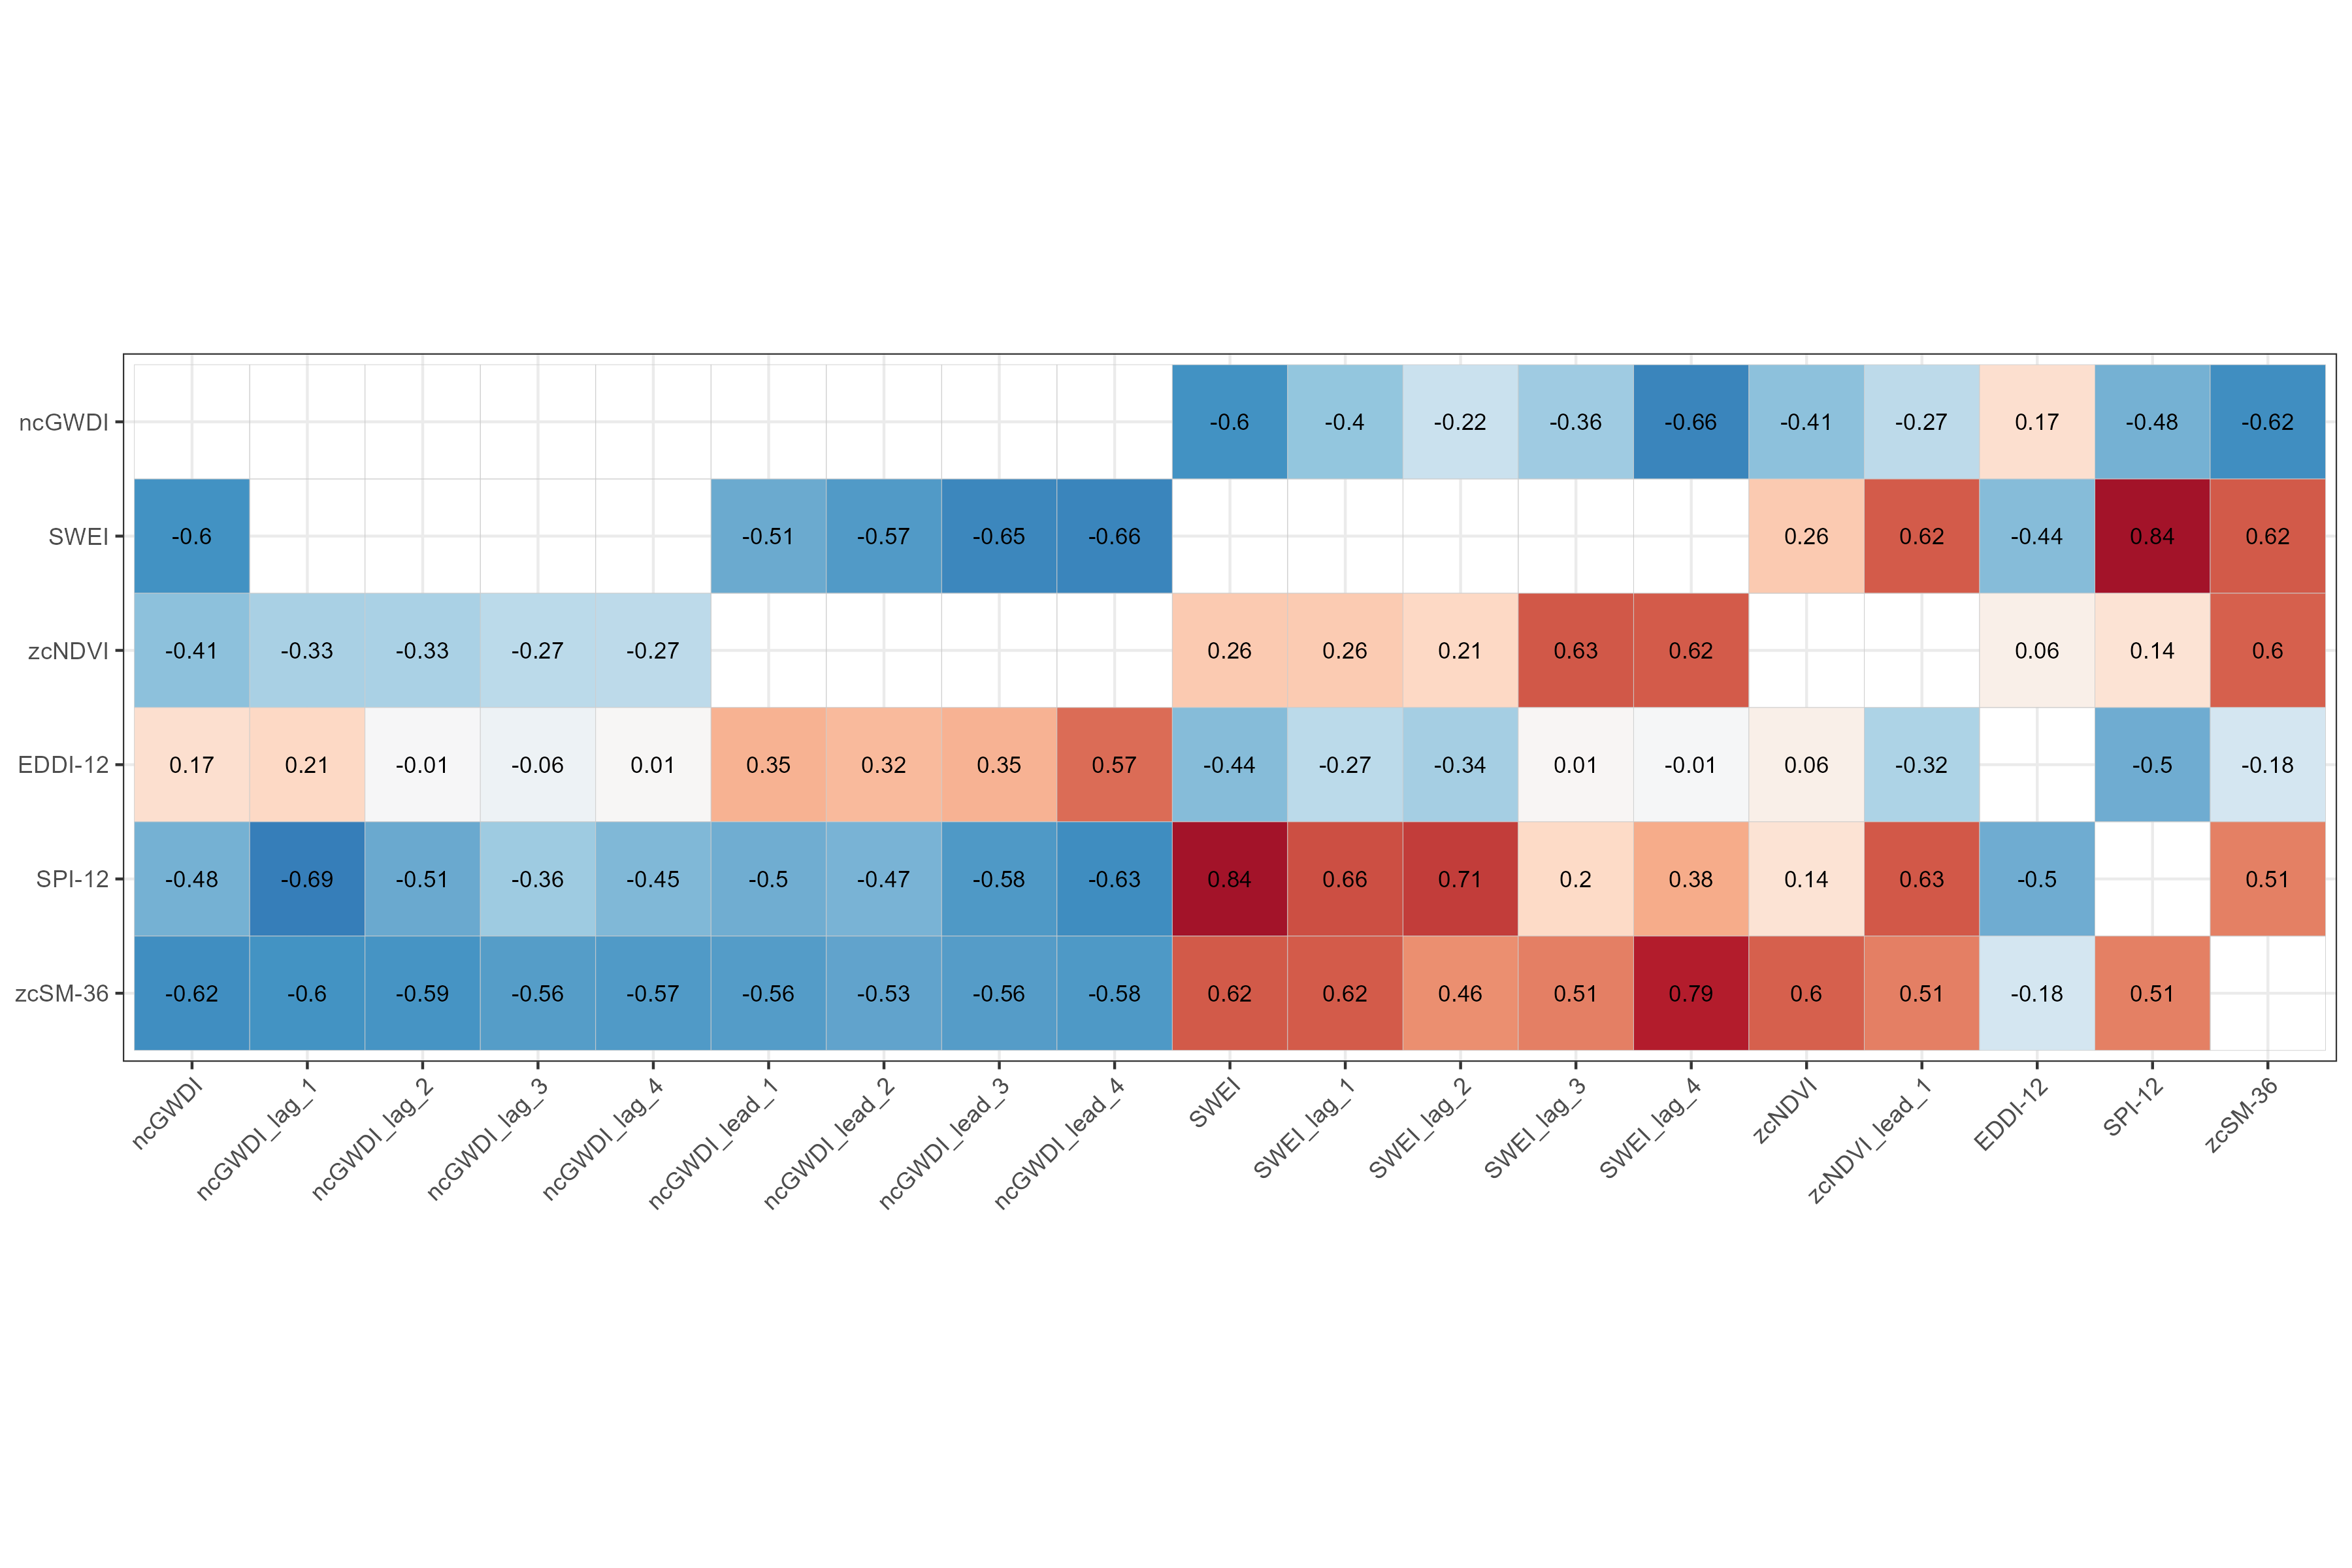 ncGWDI -0.6 -0.4 -0.22 -0.36 -0.66 -0.41 -0.27 0.17 -0.48 -0.62
SWEI -0.6 -0.51 -0.57 -0.65 -0.66 0.26 0.62 -0.44 0.84 0.62
zcNDVI -0.41 -0.33 -0.33 -0.27 -0.27 0.26 0.26 0.21 0.63 0.62 0.06 0.14 0.6
EDDI-12 0.17 0.21 -0.01 -0.06 0.01 0.35 0.32 0.35 0.57 -0.44 -0.27 -0.34 0.01 -0.01 0.06 -0.32 -0.5 -0.18
SPI-12 -0.48 -0.69 -0.51 -0.36 -0.45 -0.5 -0.47 -0.58 -0.63 0.84 0.66 0.71 0.2 0.38 0.14 0.63 -0.5 0.51
zcSM-36 -0.62 -0.6 -0.59 -0.56 -0.57 -0.56 -0.53 -0.56 -0.58 0.62 0.62 0.46 0.51 0.79 0.6 0.51 -0.18 0.51
ncGWDI ncGWDI_lag_1 ncGWDI_lag_2 ncGWDI_lag_3 ncGWDI_lag_4 ncGWDI_lead_1 ncGWDI_lead_2 ncGWDI_lead_3 ncGWDI_lead_4 SWEI SWEI_lag_1 SWEI_lag_2 SWEI_lag_3 SWEI_lag_4 zcNDVI zcNDVI_lead_1 EDDI-12 SPI-12 zcSM-36